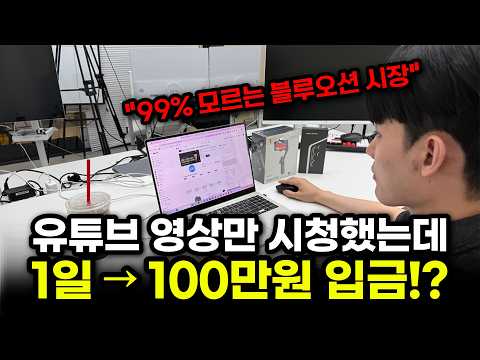 "99% 모르는 블루오션 시장"
유튜브 영상만 시청했는데
1일 → 100만원 입금!?